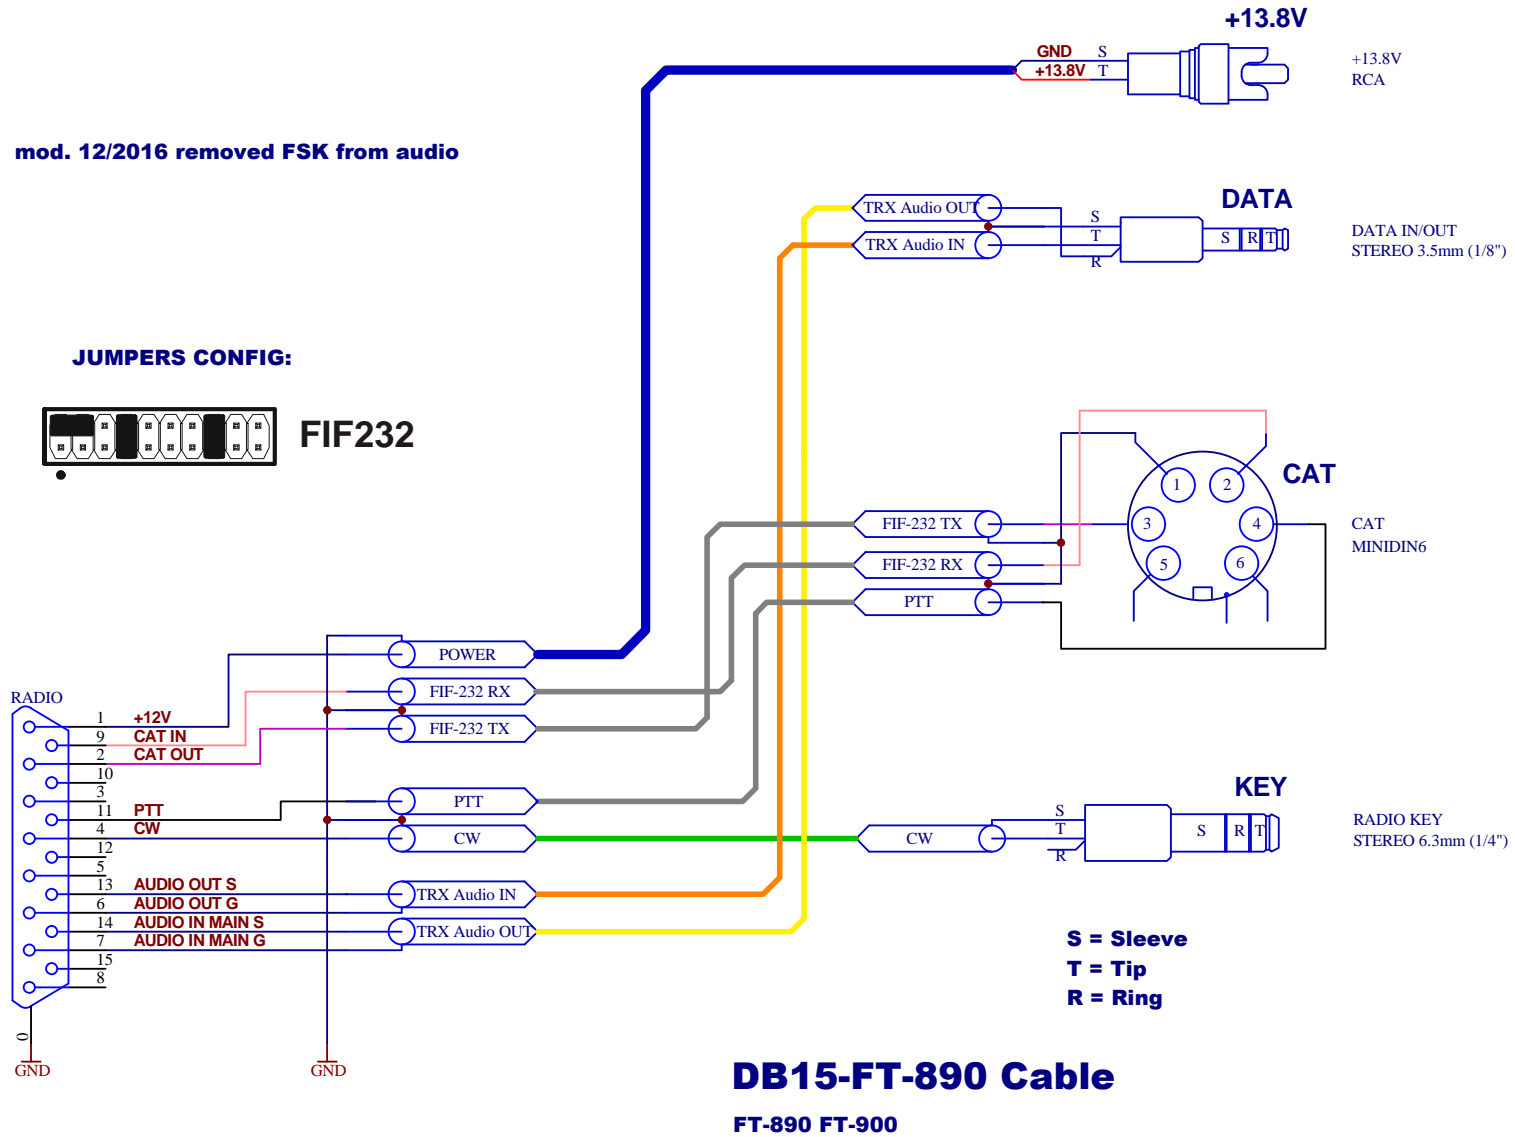 +13.8V
GND S
+13.8V T
+13.8V
RCA
mod. 12/2016 removed FSK from audio
DATA
TRX Audio OUT
TRX Audio IN
S
T
R
S R T
DATA IN/OUT
STEREO 3.5mm (1/8")
JUMPERS CONFIG:
FIF232
CAT
1 2
3 4
5 6
CAT
MINIDIN6
FIF-232 TX
FIF-232 RX
PTT
POWER
FIF-232 RX
FIF-232 TX
PTT
CW
TRX Audio IN
TRX Audio OUT
RADIO
1 +12V
9 CAT IN
2 CAT OUT
10
3
11 PTT
4 CW
12
5
13 AUDIO OUT S
6 AUDIO OUT G
14 AUDIO IN MAIN S
7 AUDIO IN MAIN G
15
8
0
GND
GND
CW
KEY
S
T
R
S R T
RADIO KEY
STEREO 6.3mm (1/4")
S = Sleeve
T = Tip
R = Ring
DB15-FT-890 Cable
FT-890 FT-900